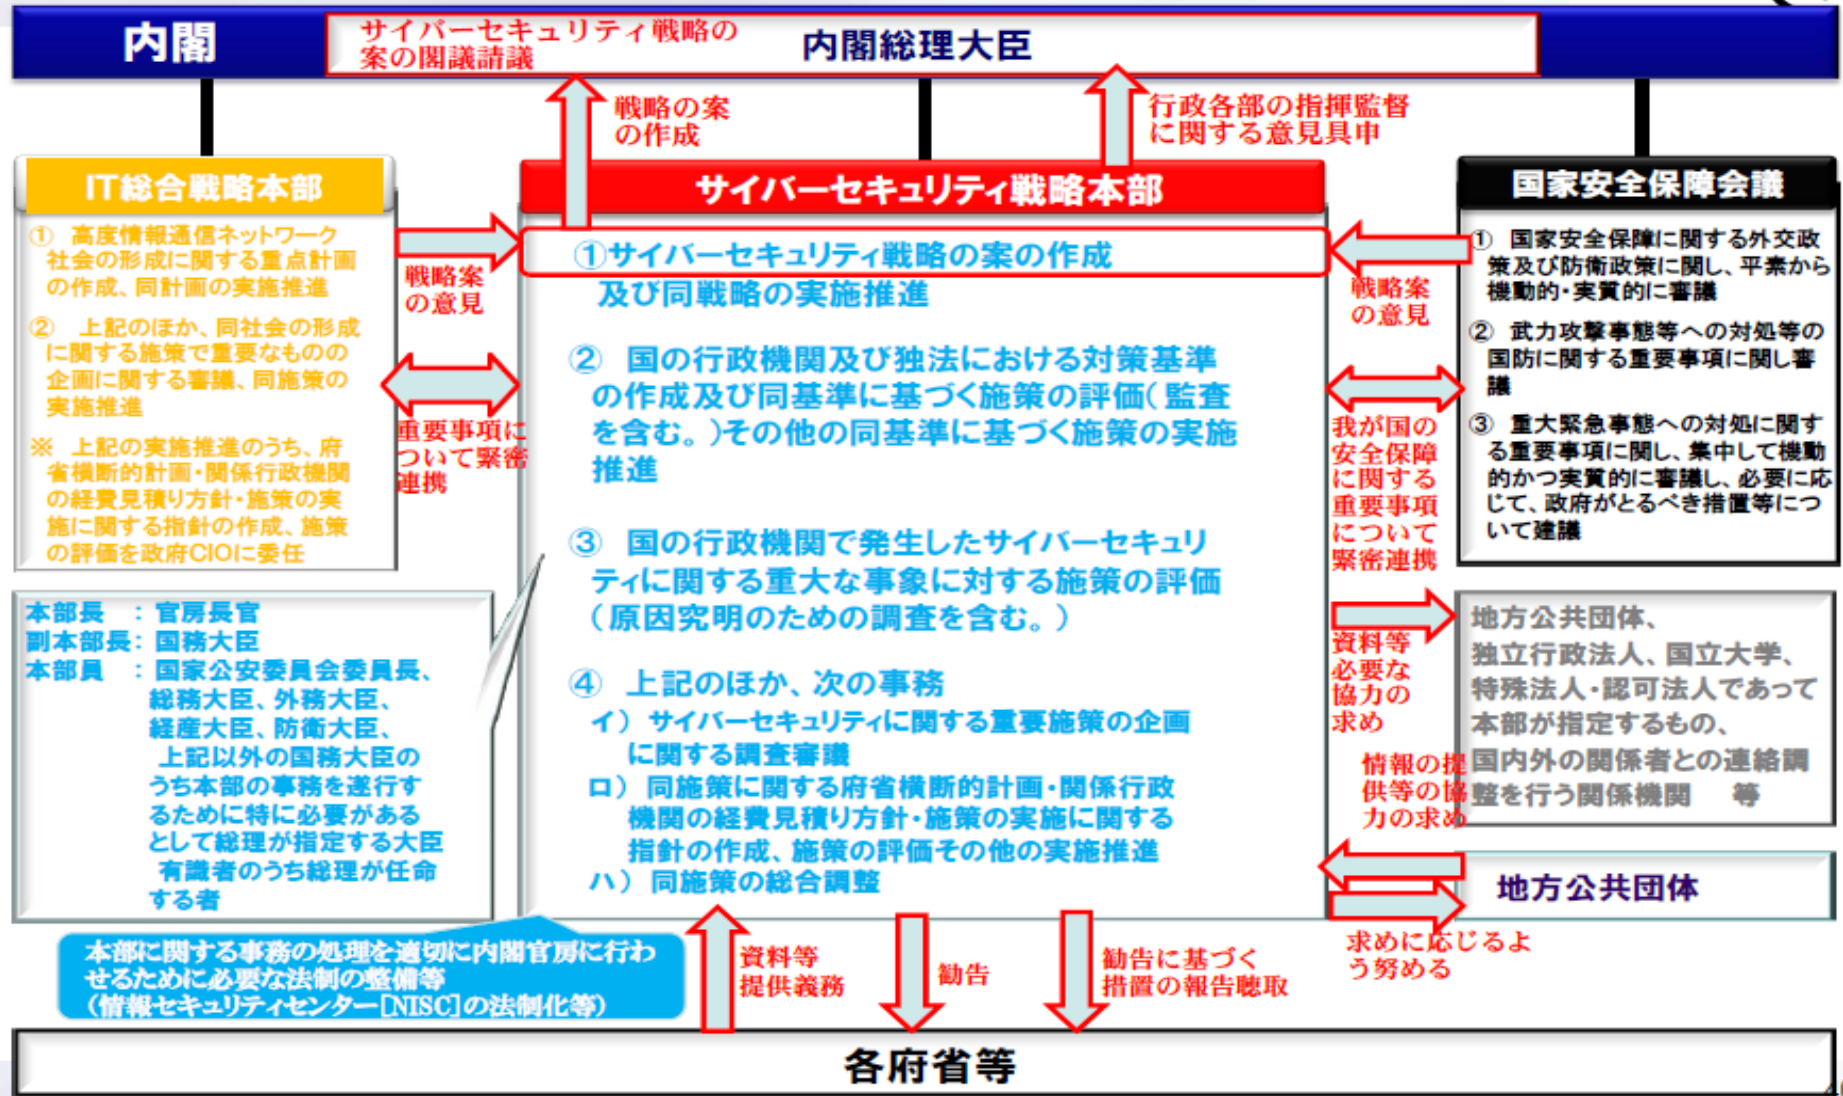 内閣
サイバーセキュリティ戦略の
案の閣議請議
内閣総理大臣
戦略の案
の作成
行政各部の指揮監督
に関する意見具申
IT総合戦略本部
① 高度情報通信ネットワーク
社会の形成に関する重点計画
の作成、同計画の実施推進
② 上記のほか、同社会の形成
に関する施策で重要なものの
企画に関する審議、同施策の
実施推進
※ 上記の実施推進のうち、府
省横断的計画・関係行政機関
の経費見積り方針・施策の実
施に関する指針の作成、施策
の評価を政府CIOに委任
戦略案
の意見
重要事項に
ついて緊密
連携
サイバーセキュリティ戦略本部
①サイバーセキュリティ戦略の案の作成
及び同戦略の実施推進
② 国の行政機関及び独法における対策基準
の作成及び同基準に基づく施策の評価(監査
を含む。)その他の同基準に基づく施策の実施
推進
③ 国の行政機関で発生したサイバーセキュリ
ティに関する重大な事象に対する施策の評価
(原因究明のための調査を含む。)
④ 上記のほか、次の事務
イ) サイバーセキュリティに関する重要施策の企画
に関する調査審議
ロ) 同施策に関する府省横断的計画・関係行政
機関の経費見積り方針・施策の実施に関する
指針の作成、施策の評価その他の実施推進
ハ) 同施策の総合調整
戦略案
の意見
我が国の
安全保障
に関する
重要事項
について
緊密連携
国家安全保障会議
① 国家安全保障に関する外交政
策及び防衛政策に関し、平素から
機動的・実質的に審議
② 武力攻撃事態等への対処等の
国防に関する重要事項に関し審
議
③ 重大緊急事態への対処に関す
る重要事項に関し、集中して機動
的かつ実質的に審議し、必要に応
じて、政府がとるべき措置等につ
いて建議
本部長 : 官房長官
副本部長: 国務大臣
本部員 : 国家公安委員会委員長、
総務大臣、外務大臣、
経産大臣、防衛大臣、
上記以外の国務大臣の
うち本部の事務を遂行す
るために特に必要がある
として総理が指定する大臣
有識者のうち総理が任命
する者
資料等
必要な
協力の
求め
地方公共団体、
独立行政法人、国立大学、
特殊法人・認可法人であって
本部が指定するもの、
国内外の関係者との連絡調
整を行う関係機関 等
情報の提
供等の協
力の求め
地方公共団体
求めに応じるよ
う努める
本部に関する事務の処理を適切に内閣官房に行わ
せるために必要な法制の整備等
(情報セキュリティセンター[NISC]の法制化等)
資料等
提供義務
勧告
勧告に基づく
措置の報告聴取
各府省等